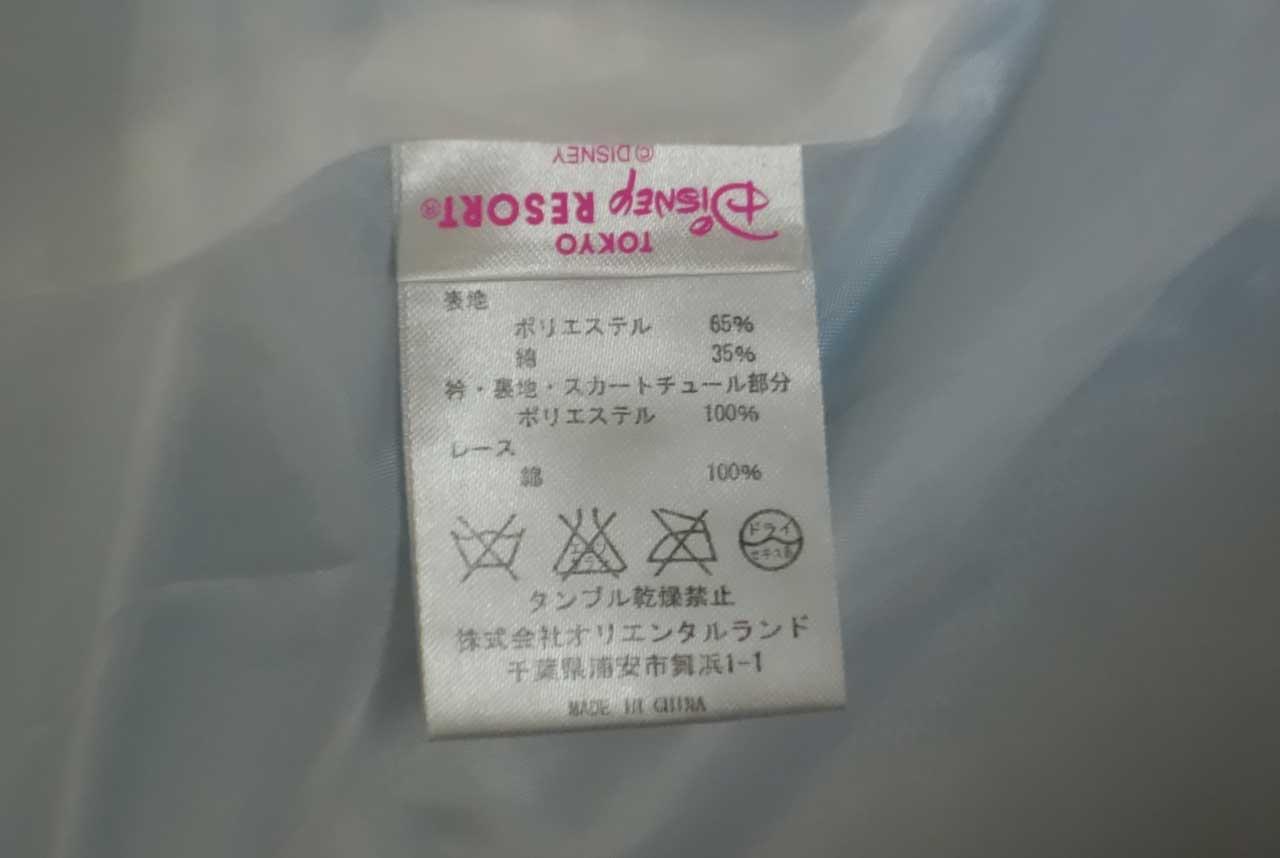 © DISNEY
DISNEY RESORT®
TOKYO
表地
ポリエステル 65%
綿 35%
衿・裏地・スカートチュール部分
ポリエステル 100%
レース
綿 100%
ドライ
セキユ系
タンブル乾燥禁止
株式会社オリエンタルランド
千葉県浦安市舞浜1-1
MADE IN CHINA